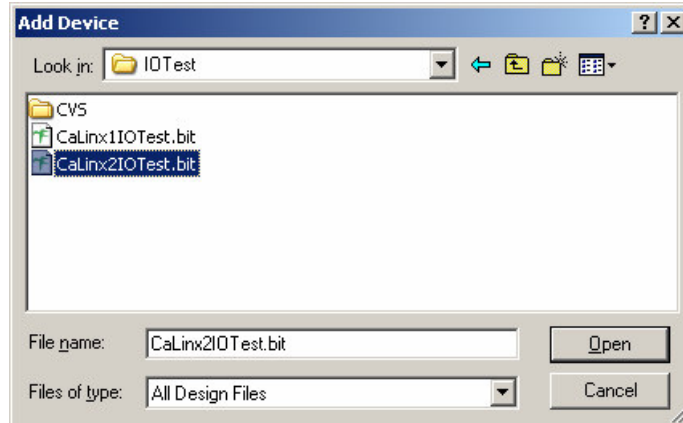 Add Device
Look in: IOTest
CVS
CaLinx1IOTest.bit
CaLinx2IOTest.bit
File name: CaLinx2IOTest.bit Open
Files of type: All Design Files Cancel